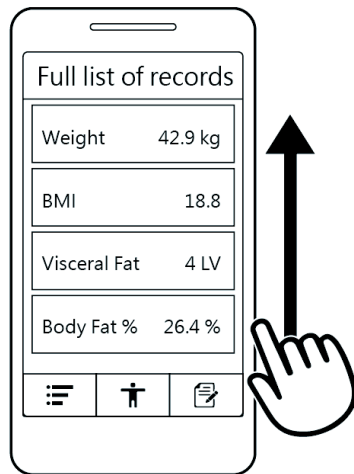 Full list of records
Weight 42.9 kg
BMI 18.8
Visceral Fat 4 LV
Body Fat % 26.4 %